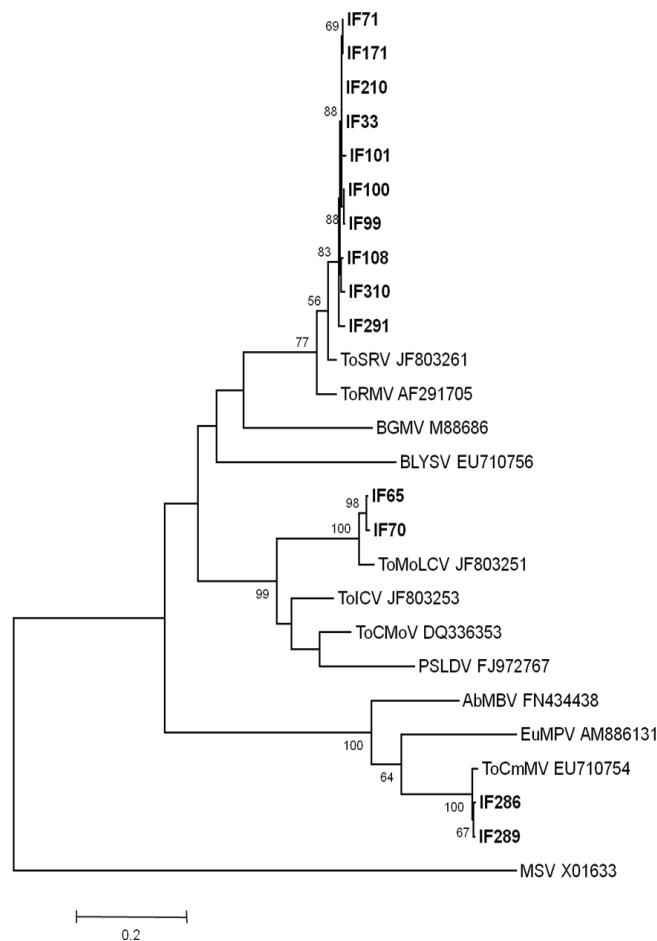 IF71
69
IF171
IF210
88
IF33
IF101
IF100
88
IF99
83
IF108
IF310
56
IF291
77
ToSRV JF803261
ToRMV AF291705
BGMV M88686
BLYSV EU710756
IF65
98
100
IF70
ToMoLCV JF803251
99
ToICV JF803253
ToCMoV DQ336353
PSLDV FJ972767
AbMBV FN434438
100
EuMPV AM886131
64
ToCmMV EU710754
100
IF286
67
IF289
MSV X01633
0.2